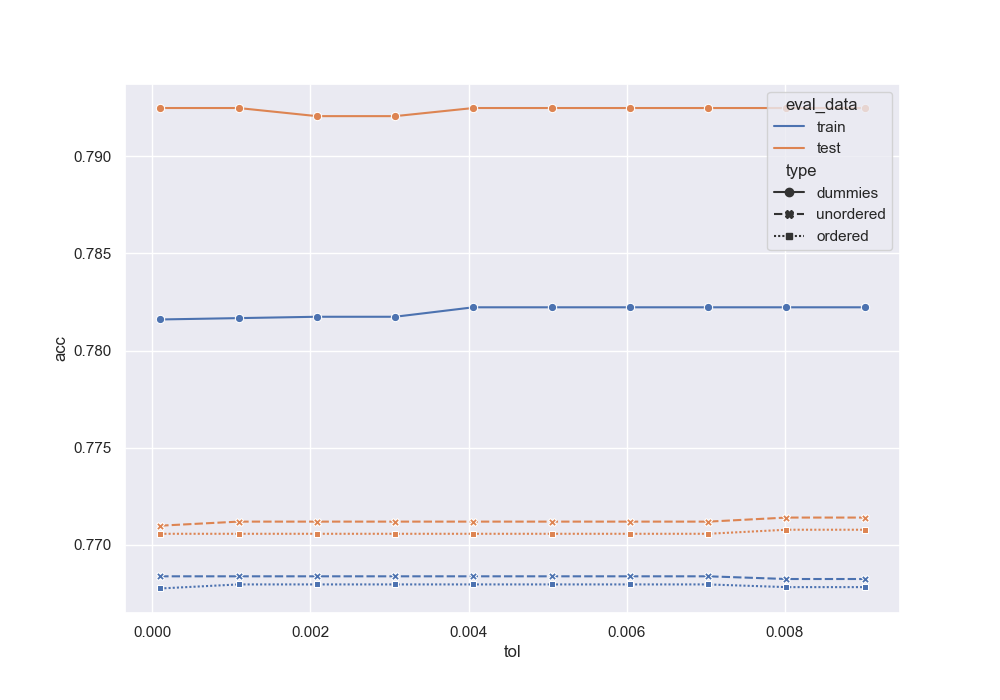 eval_data
train
test
type
dummies
unordered
ordered
0.790
0.785
0.780
0.775
0.770
acc
0.000 0.002 0.004 0.006 0.008
tol